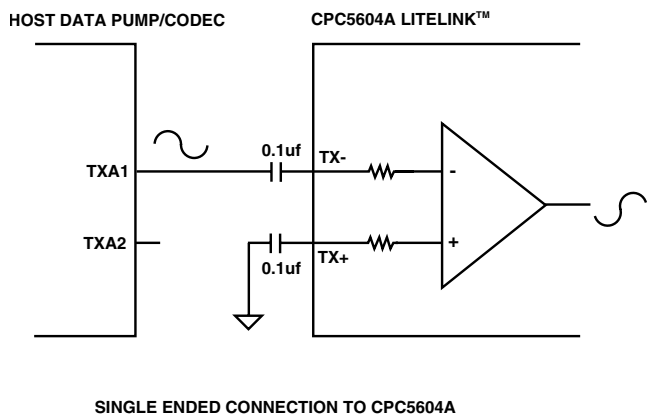 HOST DATA PUMP/CODEC
CPC5604A LITELINK™
TXA1
0.1uf
TX-
-
TXA2
0.1uf
TX+
+
SINGLE ENDED CONNECTION TO CPC5604A